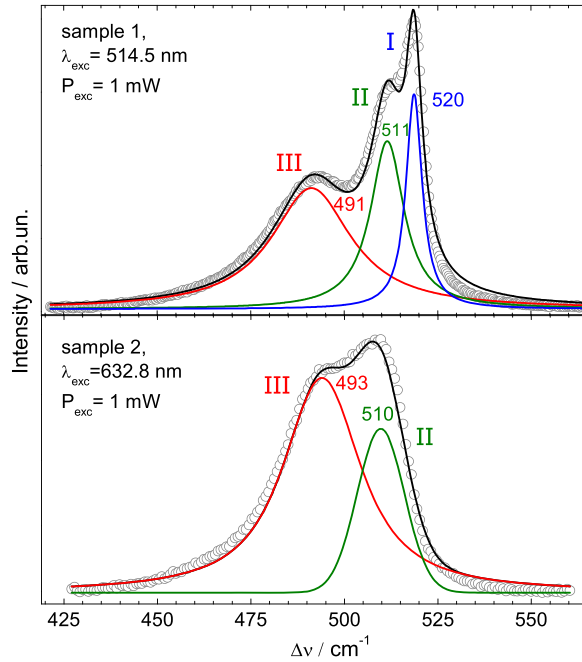 sample 1,
λexc= 514.5 nm
Pexc= 1 mW
I
II
III
520
511
491
sample 2,
λexc=632.8 nm
Pexc= 1 mW
III
493
510
II
Intensity / arb.un.
425 450 475 500 525 550
Δν / cm-1